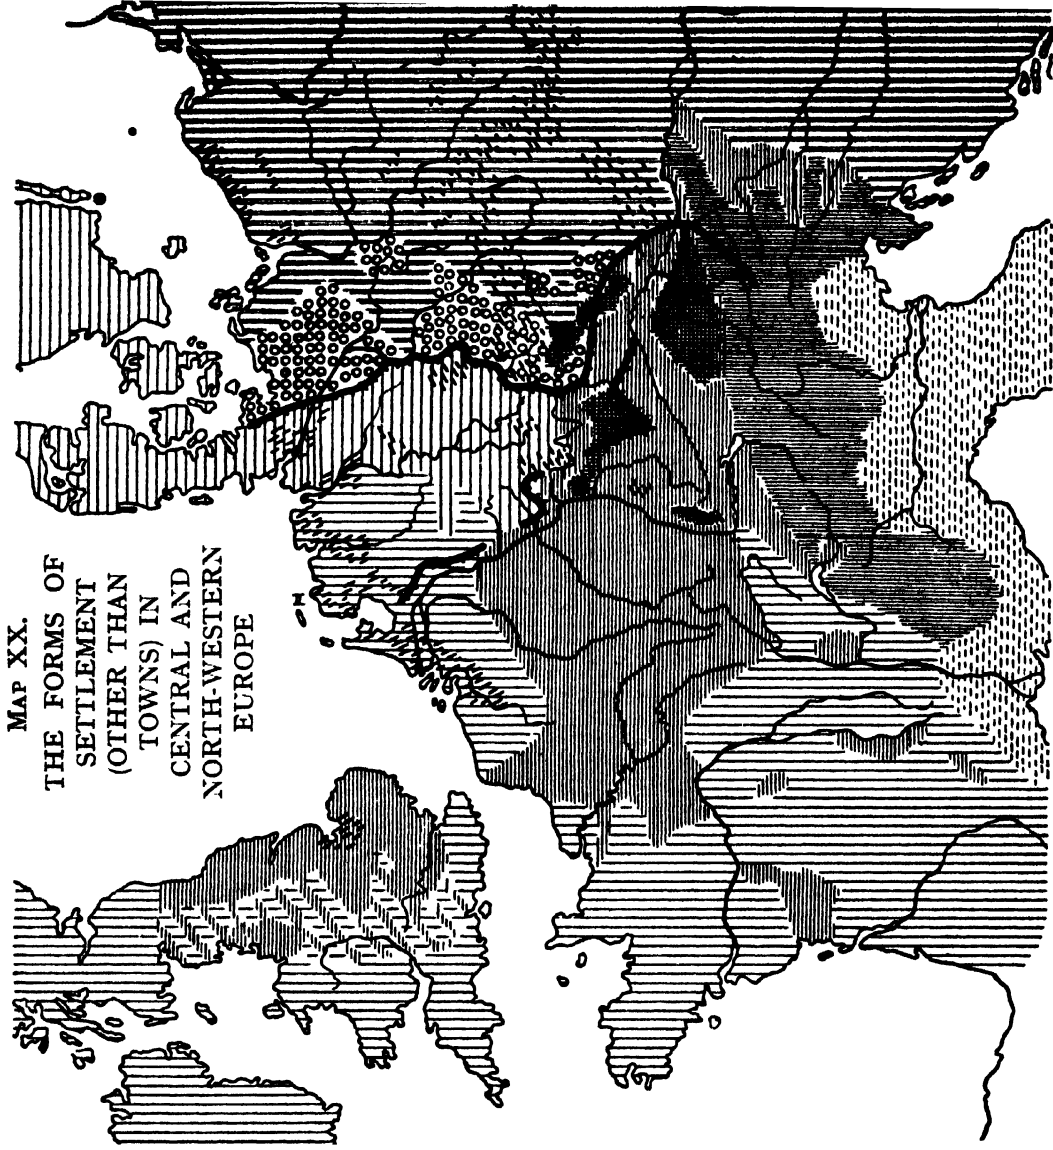 MAP XX.
THE FORMS OF
SETTLEMENT
(OTHER THAN
TOWNS) IN
CENTRAL AND
NORTH-WESTERN
EUROPE